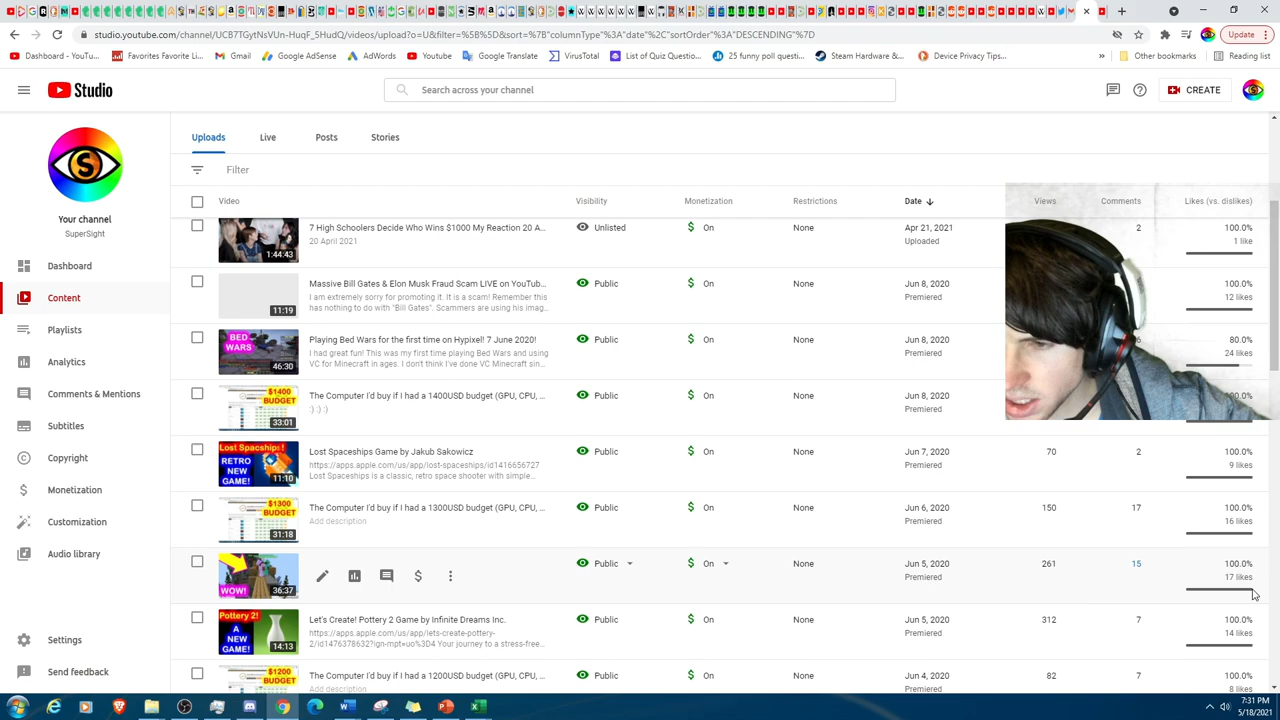 studio.youtube.com/channel/UCB7TGytNsVUn-HuqF_5HudQ/videos/upload?o=U&filter=%5B%5D&sort=%7B"columnType"%3A"date"%2C"sortOrder"%3A"DESCENDING"%7D
Update
Dashboard - YouTu...
Favorites Favorite Li...
Gmail
Google AdSense
AdWords
Youtube
Google Translate
iStrusTotal
List of Quiz Question...
25 funny poll questi...
Steam Hardware &...
Device Privacy Tips...
Other bookmarks
Reading list
Studio
Search across your channel
CREATE
Uploads
Live
Posts
Stories
Filter
Your channel
SuperSight
Dashboard
Content
Playlists
Analytics
Comments & Mentions
Subtitles
Copyright
Monetization
Customization
Audio library
Settings
Send feedback
Video
Visibility
Monetization
Restrictions
Date
Views
Comments
Likes (vs. dislikes)
1:44:43
7 High Schoolers Decide Who Wins $1000 My Reaction 20 A...
20 April 2021
Unlisted
On
None
Apr 21, 2021
Uploaded
2
100.0%
1 like
11:19
Massive Bill Gates & Elon Musk Fraud Scam LIVE on YouTub...
I am extremely sorry for promoting it. It is a scam! Remember this
has nothing to do with "Bill Gates". Scammers are using his imag...
Public
On
None
Jun 8, 2020
Premiered
100.0%
12 likes
BED
WARS
46:30
Playing Bed Wars for the first time on Hypixel! 7 June 2020!
I had great fun! This was my first time playing Bed Wars and using
VC for Minecraft in ages. I don't think I've done VC Minecraft sin...
Public
On
None
Jun 8, 2020
Premiered
80.0%
24 likes
$1400
BUDGET
33:01
The Computer I'd buy if I had a 1400USD budget (GPU, CPU, ...
:) :) :)
Public
On
None
Jun 8, 2020
Premiered
Lost Spacships !
RETRO
NEW
GAME!
11:10
Lost Spaceships Game by Jakub Sakowicz
https://apps.apple.com/us/app/lost-spaceships/id1416656727
Lost Spaceships is a classic, retro space shooter with simple...
Public
On
None
Jun 7, 2020
Premiered
70
2
100.0%
9 likes
$1300
BUDGET
31:18
The Computer I'd buy if I had a 1300USD budget (GPU, CPU, ...
Add description
Public
On
None
Jun 6, 2020
Premiered
150
7
100.0%
16 likes
WOW!
36:37
Public
On
None
Jun 5, 2020
Premiered
261
15
100.0%
17 likes
Pottery 2!
A
NEW
GAME!
14:13
Let's Create! Pottery 2 Game by Infinite Dreams Inc.
https://apps.apple.com/us/app/lets-create-pottery-
2/id1476378632?ign-mpt=uo%3D4 Your journey to a stress-free...
Public
On
None
Jun 5, 2020
Premiered
312
7
100.0%
14 likes
$1200
BUDGET
The Computer I'd buy if I had a 1200USD budget (GPU, CPU, ...
Add description
Public
On
None
Jun 4, 2020
Premiered
82
100.0%
8 likes
7:31 PM
5/18/2021